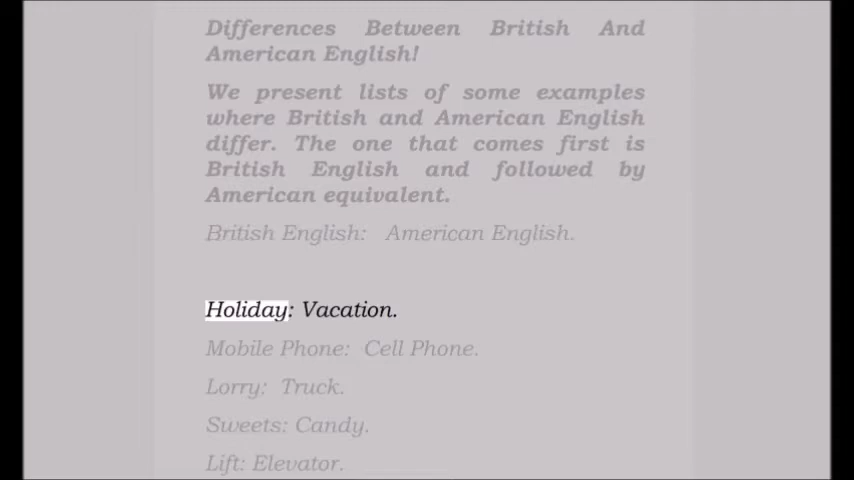 Differences Between British And
American English!
We present lists of some examples
where British and American English
differ. The one that comes first is
British English and followed by
American equivalent.
British English: American English.
Holiday: Vacation.
Mobile Phone: Cell Phone.
Lorry: Truck.
Sweets: Candy.
Lift: Elevator.